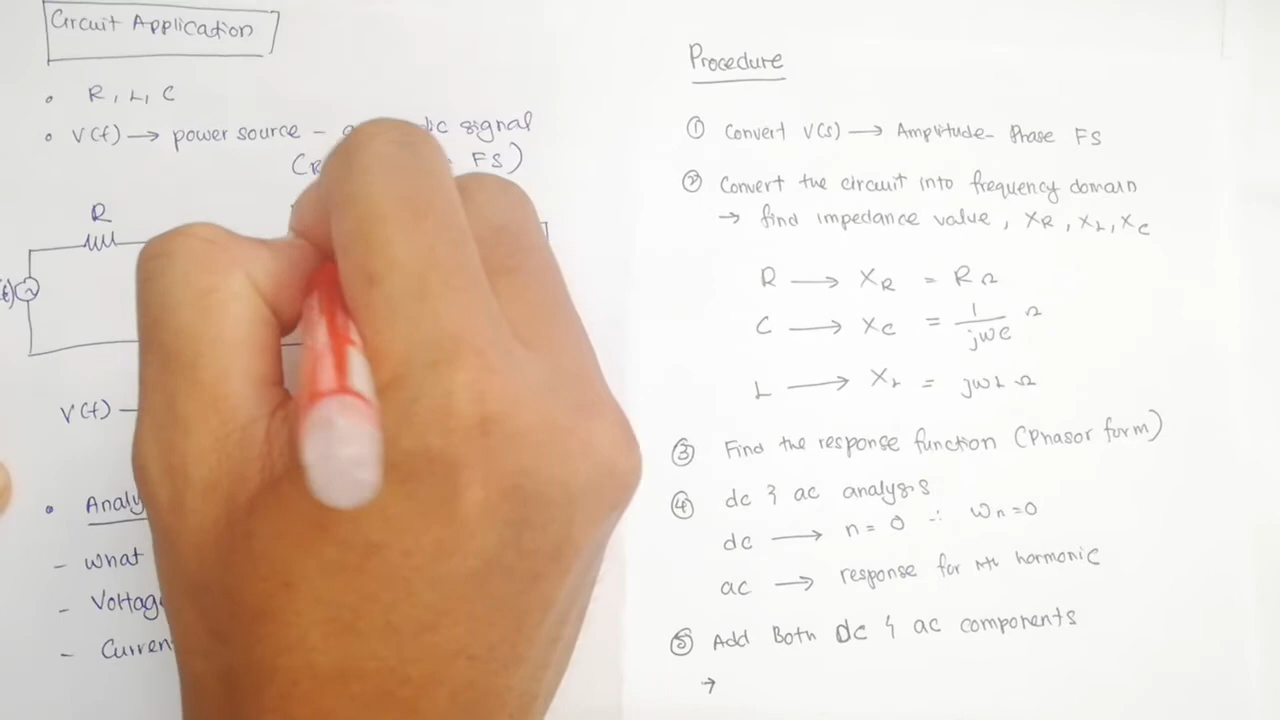 Circuit Application
• R, L, C
• V(t) → power source – dc signal
FS)
R
V(t) –
• Analy
– What
– Voltag
– Curren
Procedure
① Convert V(s) → Amplitude-Phase FS
② Convert the circuit into frequency domain
→ find impedance value, XR, XL, XC
R → XR = R Ω
C → XC = 1/jωC Ω
L → XL = jωL Ω
③ Find the response function (Phasor form)
④ dc & ac analysis
dc → n = 0 ∴ ωn = 0
ac → response for nth harmonic
⑤ Add Both dc & ac components
→